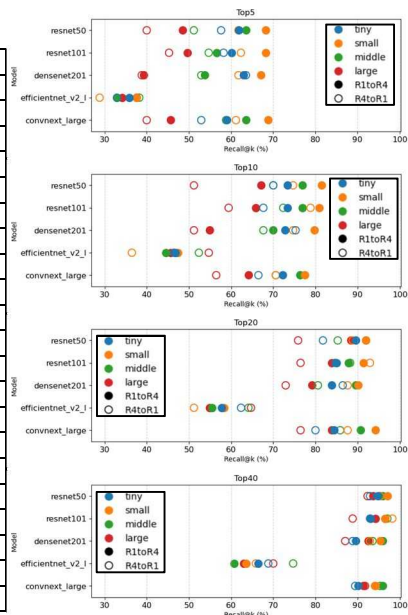 Top5
Model
resnet50
resnet101
densenet201
efficientnet_v2_l
convnext_large
tiny
small
middle
large
R1toR4
R4toR1
30 40 50 60 70 80 90 100
Recall@k (%)
Top10
Model
resnet50
resnet101
densenet201
efficientnet_v2_l
convnext_large
tiny
small
middle
large
R1toR4
R4toR1
30 40 50 60 70 80 90 100
Recall@k (%)
Top20
Model
resnet50
resnet101
densenet201
efficientnet_v2_l
convnext_large
tiny
small
middle
large
R1toR4
R4toR1
30 40 50 60 70 80 90 100
Recall@k (%)
Top40
Model
resnet50
resnet101
densenet201
efficientnet_v2_l
convnext_large
tiny
small
middle
large
R1toR4
R4toR1
30 40 50 60 70 80 90 100
Recall@k (%)